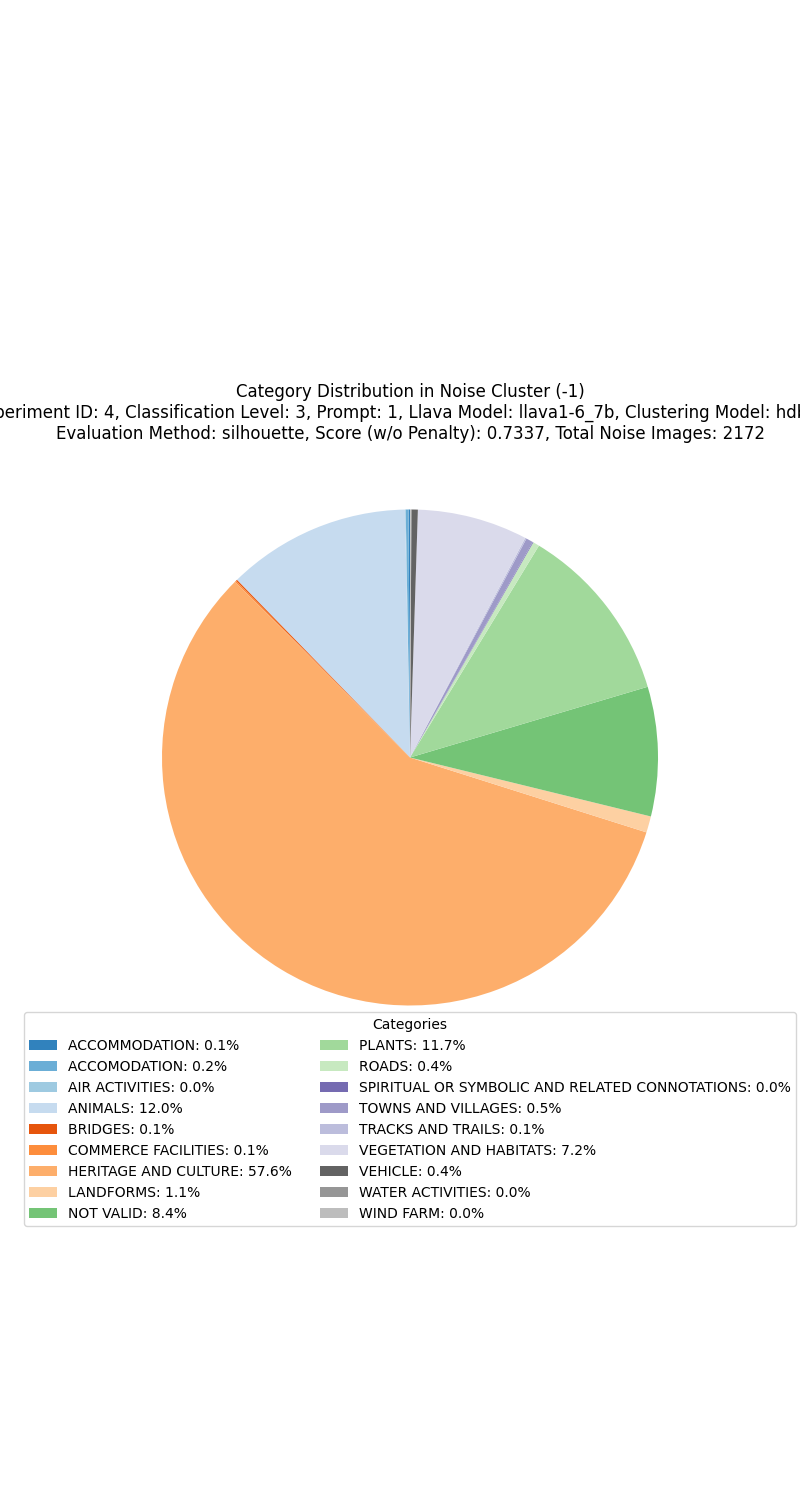 Category Distribution in Noise Cluster (-1)
ID: 4, Classification Level: 3, Prompt: 1, Llava Model: llava1-6_7b, Clustering Model:
Evaluation Method: silhouette, Score (w/o Penalty): 0.7337, Total Noise Images: 2172
Categories
ACCOMMODATION: 0.1%
ACCOMODATION: 0.2%
AIR ACTIVITIES: 0.0%
ANIMALS: 12.0%
BRIDGES: 0.1%
COMMERCE FACILITIES: 0.1%
HERITAGE AND CULTURE: 57.6%
LANDFORMS: 1.1%
NOT VALID: 8.4%
PLANTS: 11.7%
ROADS: 0.4%
SPIRITUAL OR SYMBOLIC AND RELATED CONNOTATIONS: 0.0%
TOWNS AND VILLAGES: 0.5%
TRACKS AND TRAILS: 0.1%
VEGETATION AND HABITATS: 7.2%
VEHICLE: 0.4%
WATER ACTIVITIES: 0.0%
WIND FARM: 0.0%